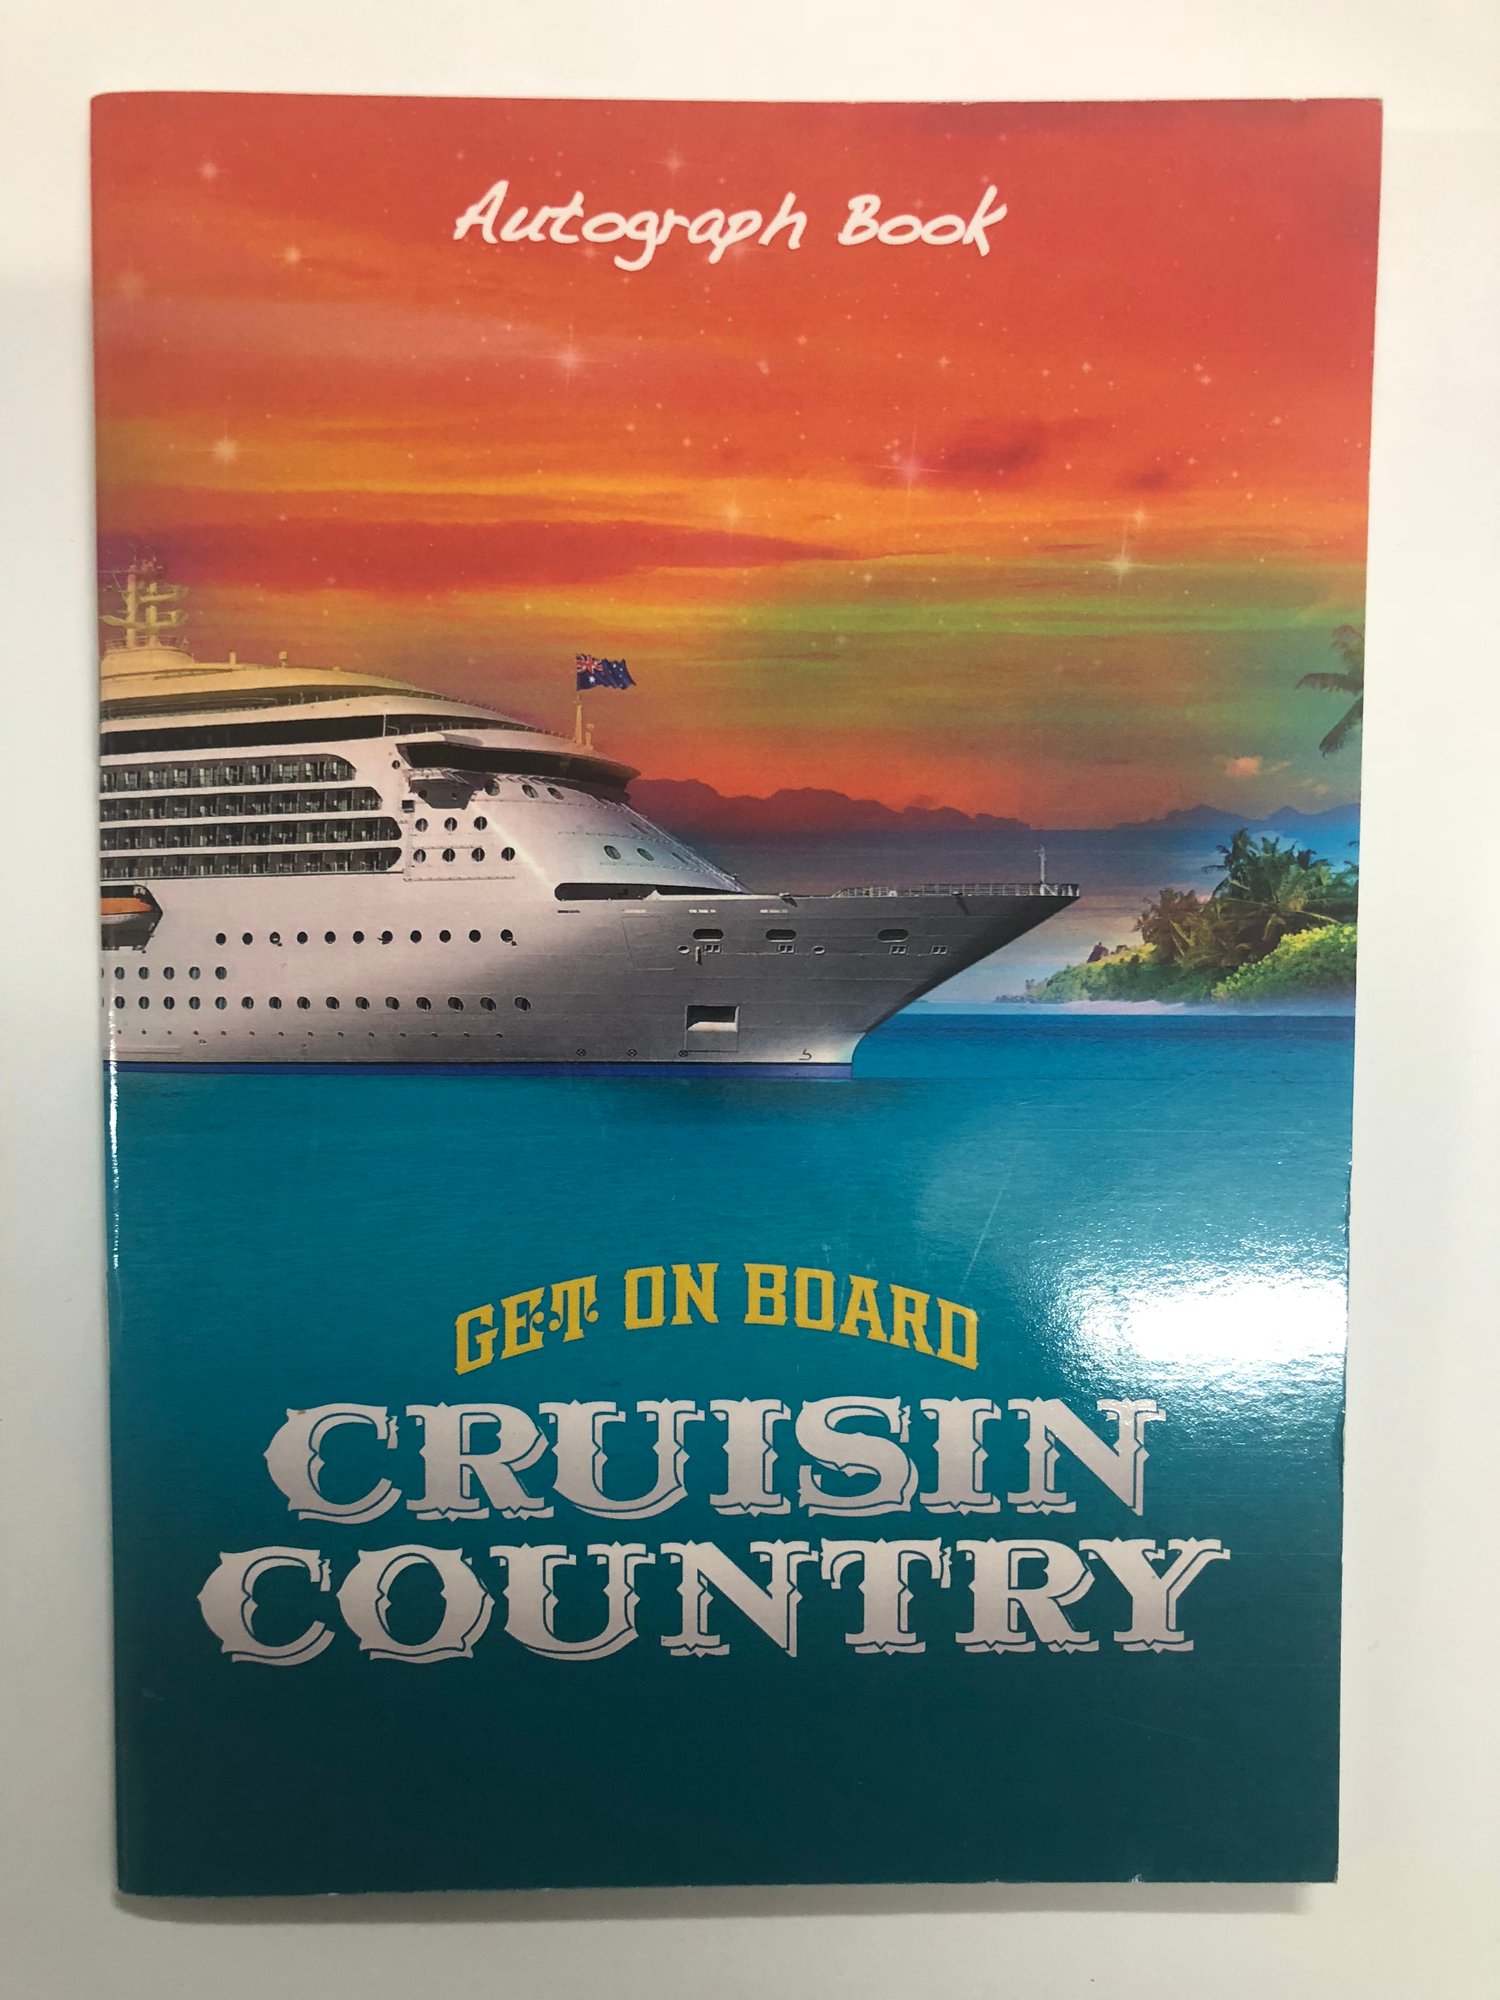 Autograph Book
GET ON BOARD
CRUISIN
COUNTRY